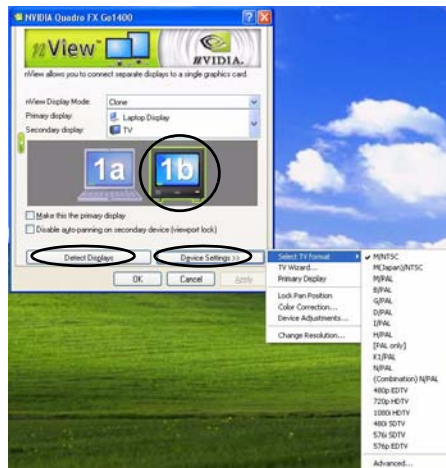 NVIDIA Quadro FX Go1400
nView
NVIDIA.
nView allows you to connect separate displays to a single graphics card.
nView Display Mode:
Clone
Primary display:
Laptop Display
Secondary display:
TV
1a
1b
Make this the primary display
Disable auto-panning on secondary device (viewport lock)
Detect Displays
Device Settings >>
OK
Cancel
Apply
Select TV format
TV Wizard...
Primary Display
Lock Pan Position
Color Correction...
Device Adjustments...
Change Resolution...
M/NTSC
M(Japan)/NTSC
M/PAL
B/PAL
G/PAL
D/PAL
I/PAL
H/PAL
[PAL only]
K1/PAL
N/PAL
(Combination) N/PAL
480p EDTV
720p HDTV
1080i HDTV
480i SDTV
576i SDTV
576p EDTV
Advanced...